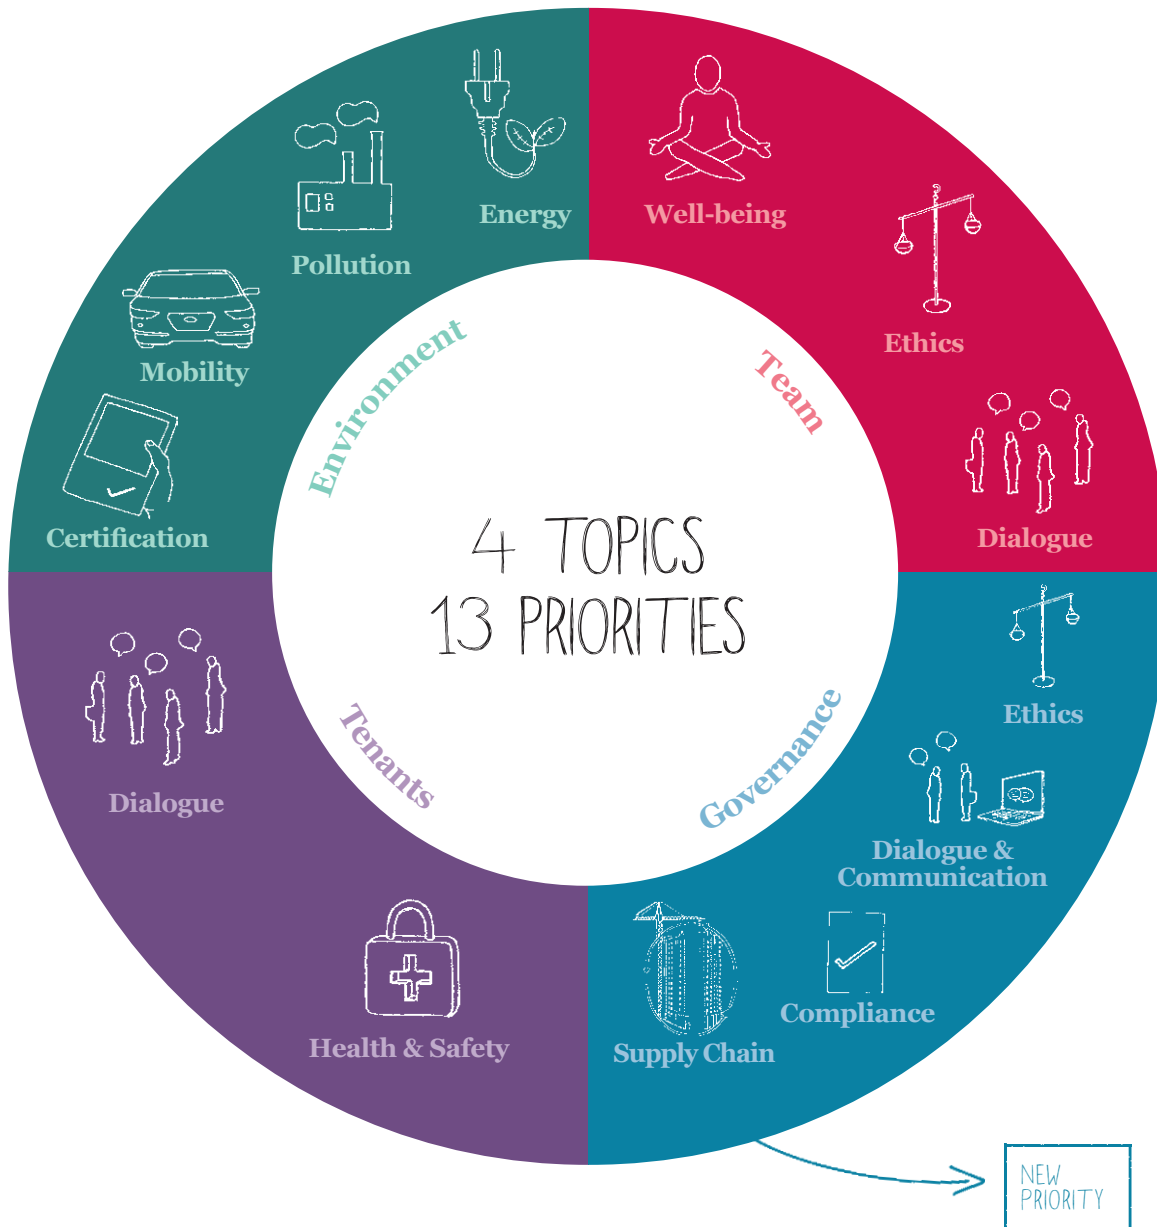 Energy
Pollution
Mobility
Certification
Environment
Well-being
Ethics
Dialogue
Team
4 TOPICS
13 PRIORITIES
Dialogue
Health & Safety
Tenants
Governance
Ethics
Dialogue &
Communication
Compliance
Supply Chain
NEW
PRIORITY